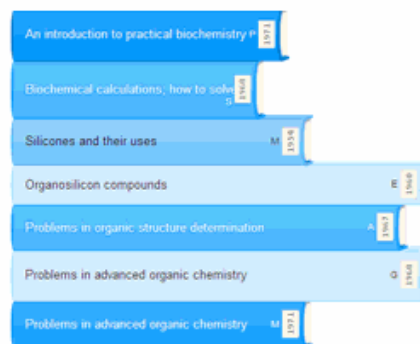 An introduction to practical biochemistry P 1971
Biochemical calculations; how to solve
S 1968
Silicones and their uses M 1954
Organosilicon compounds E 1960
Problems in organic structure determination A 1967
Problems in advanced organic chemistry G 1968
Problems in advanced organic chemistry M 1971